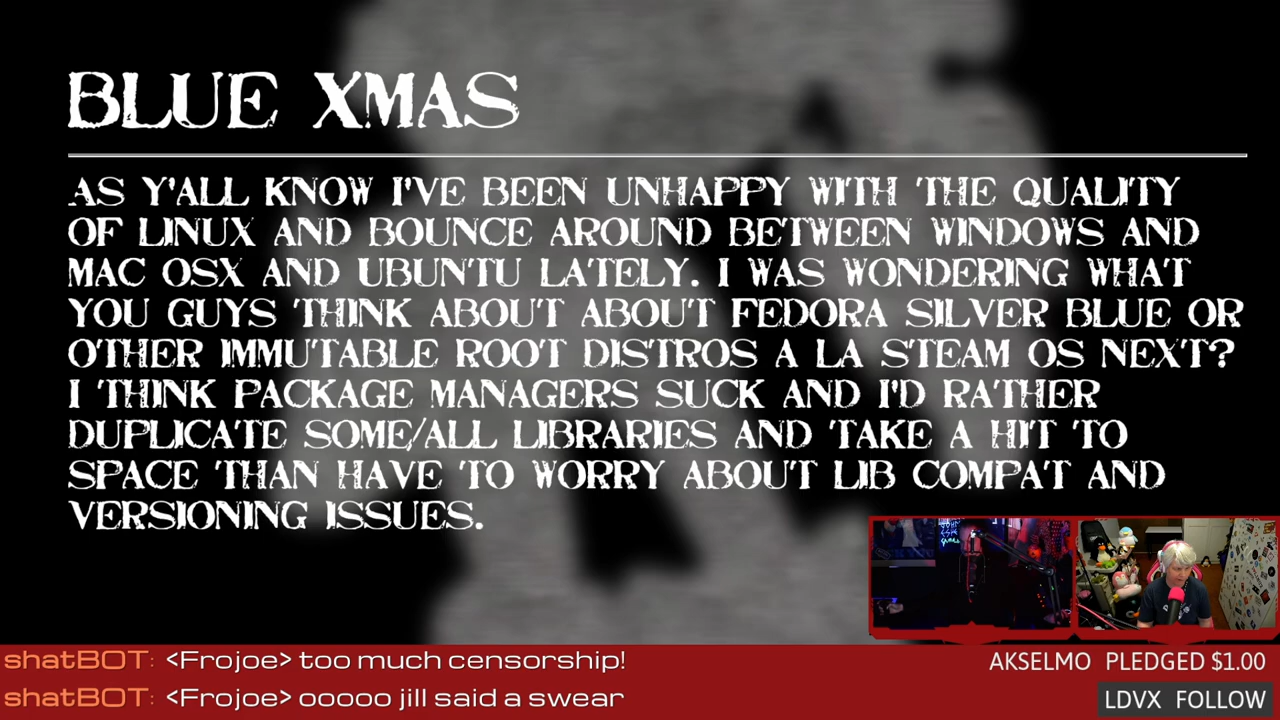 BLUE XMAS
AS Y'ALL KNOW I'VE BEEN UNHAPPY WITH THE QUALITY
OF LINUX AND BOUNCE AROUND BETWEEN WINDOWS AND
MAC OSX AND UBUNTU LATELY. I WAS WONDERING WHAT
YOU GUYS THINK ABOUT ABOUT FEDORA SILVER BLUE OR
OTHER IMMUTABLE ROOT DISTROS A LA STEAM OS NEXT?
I THINK PACKAGE MANAGERS SUCK AND I'D RATHER
DUPLICATE SOME/ALL LIBRARIES AND TAKE A HIT TO
SPACE THAN HAVE TO WORRY ABOUT LIB COMPAT AND
VERSIONING ISSUES.
shatBOT: <Frojoe> too much censorship!
AKSELMO PLEDGED $1.00
shatBOT: <Frojoe> ooooo jill said a swear
LDVX FOLLOW